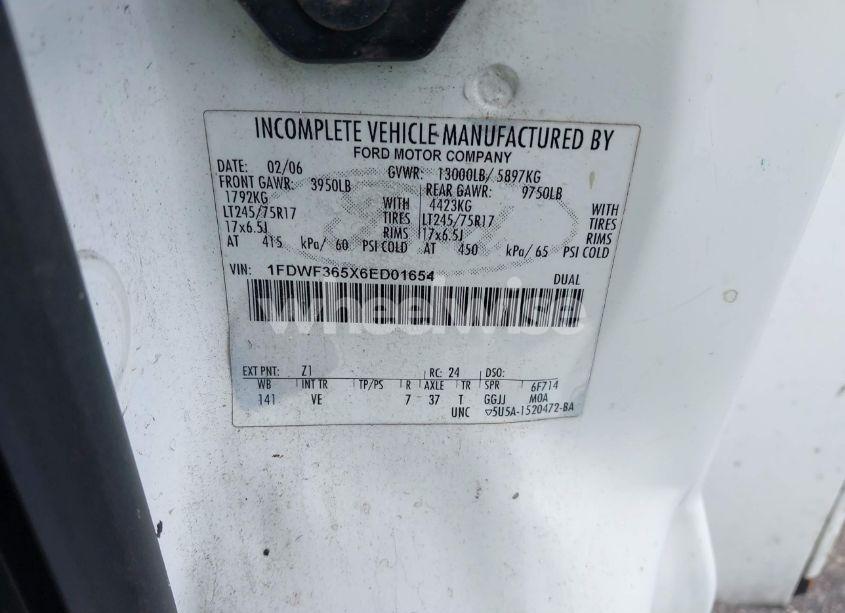 INCOMPLETE VEHICLE MANUFACTURED BY
FORD MOTOR COMPANY
DATE: 02/06 GVWR: 13000LB/ 5897KG
FRONT GAWR: 3950LB REAR GAWR: 9750LB
1792KG WITH 4423KG WITH
LT245/75R17 TIRES LT245/75R17 TIRES
17x6.5J RIMS 17x6.5J RIMS
AT 415 kPa/ 60 PSI COLD AT 450 kPa/ 65 PSI COLD
VIN: 1FDWF365X6ED01654 DUAL
wheelwise
EXT PNT: Z1 RC: 24 DSO:
WB INT TR TP/PS R AXLE TR SPR 6F714
141 VE 7 37 T GGJJ MOA
UNC ▽5U5A-1520472-BA